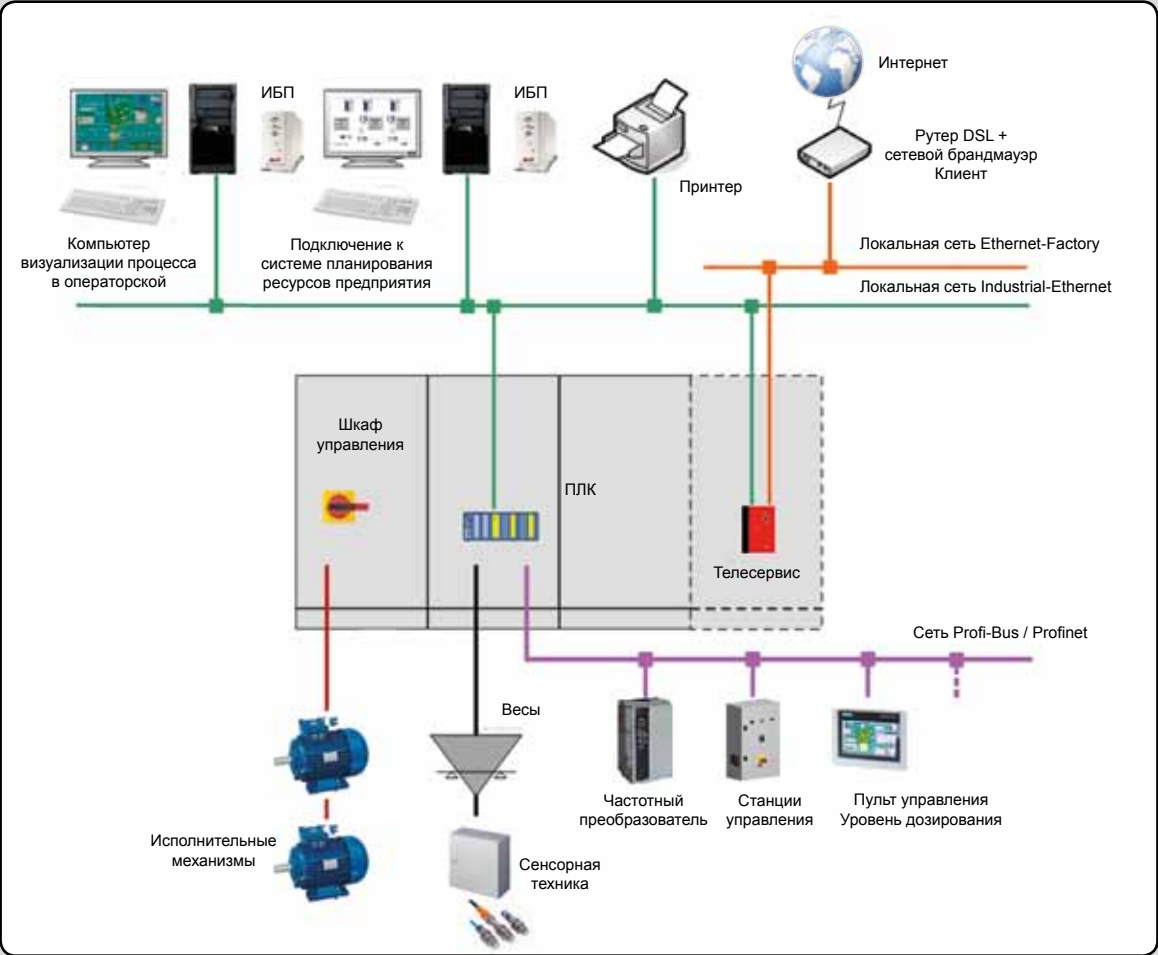 ИБП
ИБП
Интернет
Рутер DSL +
сетевой брандмауэр
Клиент
Принтер
Компьютер
визуализации процесса
в операторской
Подключение к
системе планирования
ресурсов предприятия
Локальная сеть Ethernet-Factory
Локальная сеть Industrial-Ethernet
Шкаф
управления
ПЛК
Телесервис
Сеть Profi-Bus / Profinet
Весы
Частотный
преобразователь
Станции
управления
Пульт управления
Уровень дозирования
Исполнительные
механизмы
Сенсорная
техника